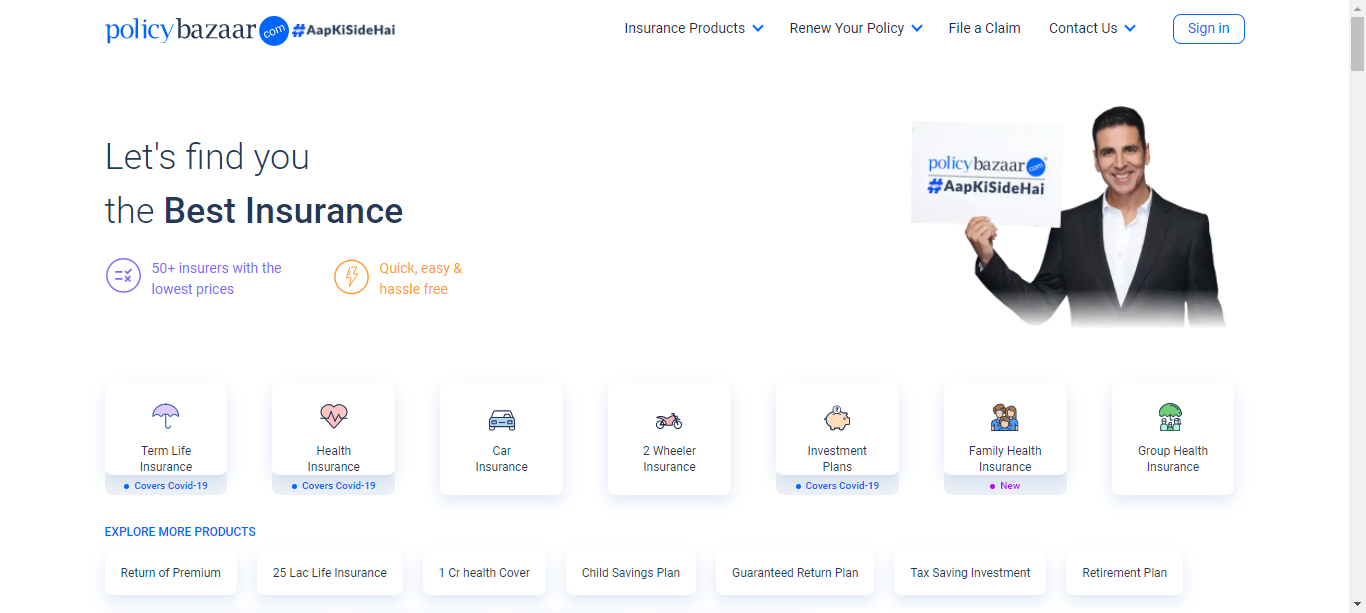 policybazaar com #AapKiSideHai
Insurance Products
Renew Your Policy
File a Claim
Contact Us
Sign in
Let's find you
the Best Insurance
50+ insurers with the
lowest prices
Quick, easy &
hassle free
policybazaar com
#AapKiSideHai
Term Life
Insurance
Covers Covid-19
Health
Insurance
Covers Covid-19
Car
Insurance
2 Wheeler
Insurance
Investment
Plans
Covers Covid-19
Family Health
Insurance
New
Group Health
Insurance
EXPLORE MORE PRODUCTS
Return of Premium
25 Lac Life Insurance
1 Cr health Cover
Child Savings Plan
Guaranteed Return Plan
Tax Saving Investment
Retirement Plan